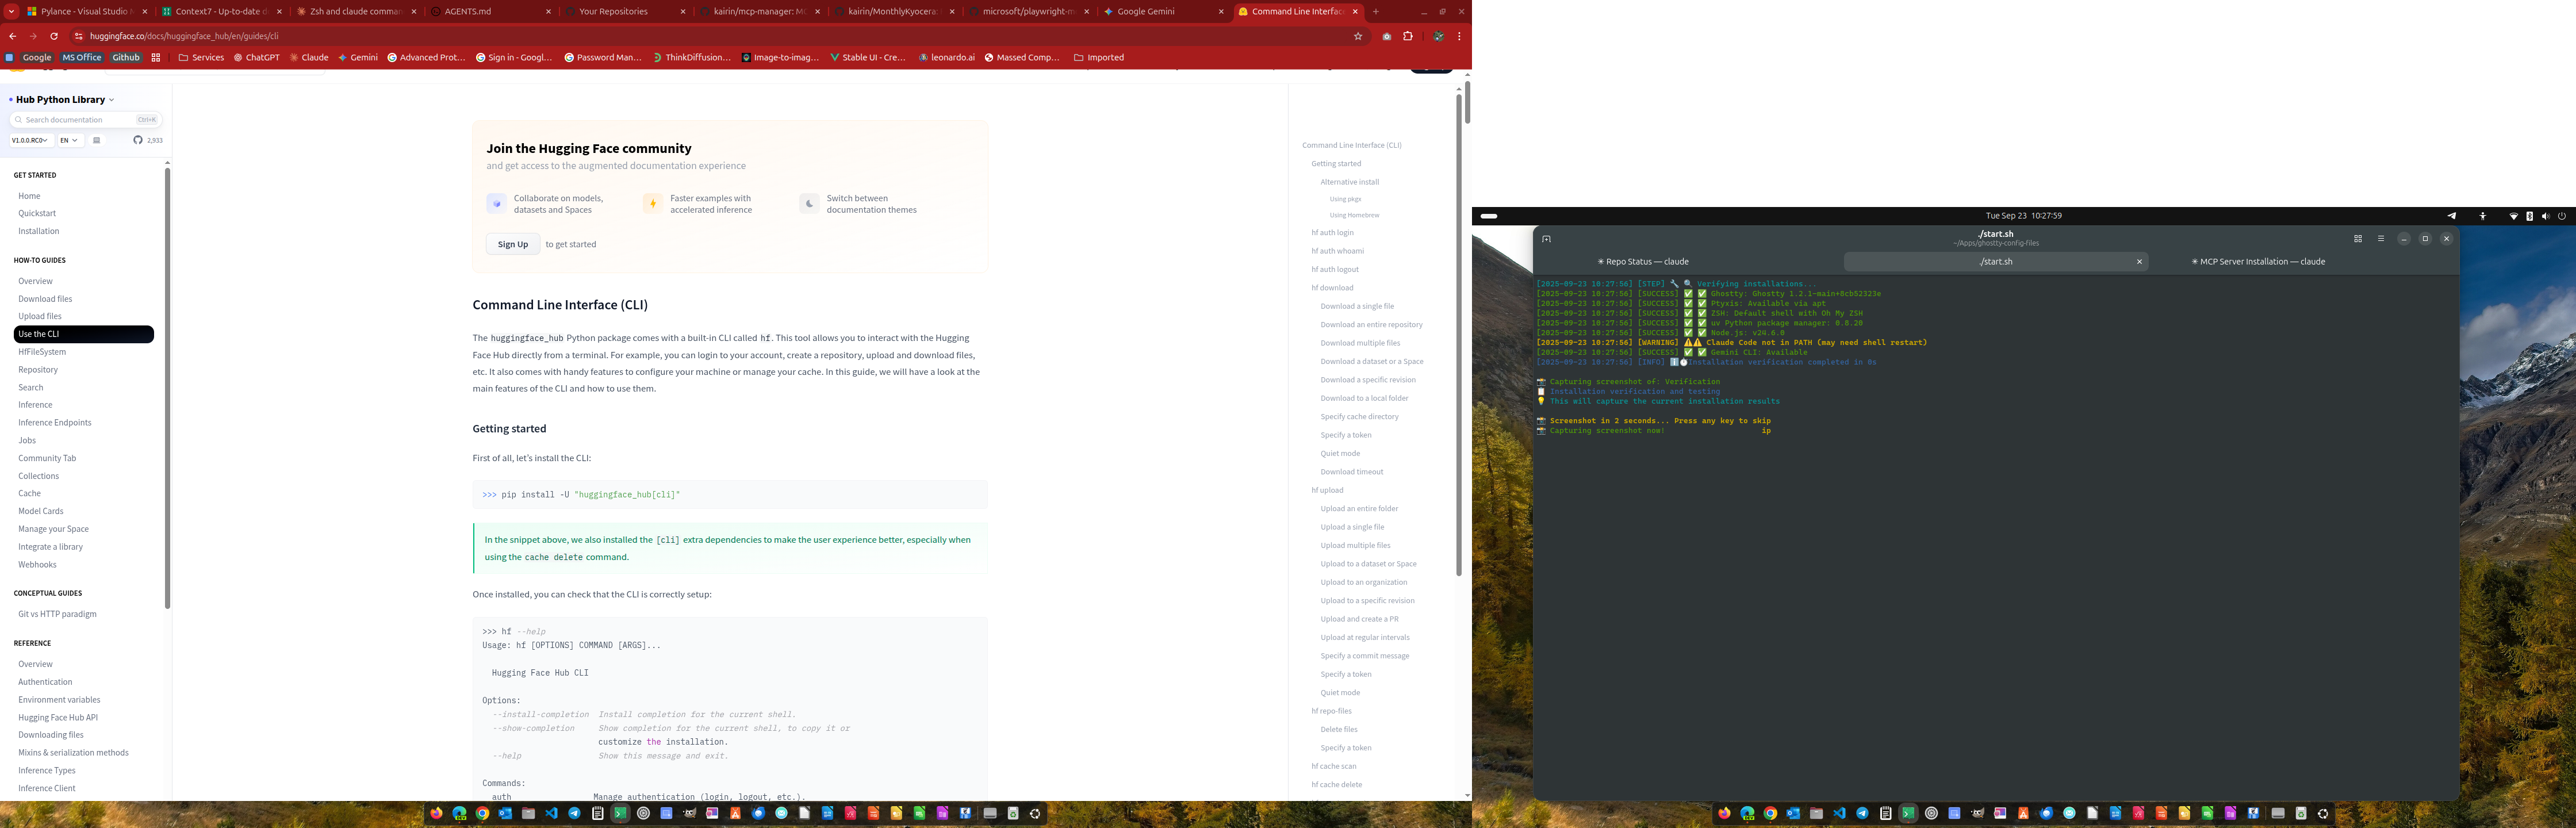 Pylance - Visual Studio M
Context7 - Up-to-date d
Zsh and claude comman
AGENTS.md
Your Repositories
kairin/mcp-manager: MC
kairin/MonthlyKyocera:
microsoft/playwright-m
Google Gemini
Command Line Interface
huggingface.co/docs/huggingface_hub/en/guides/cli
Google
MS Office
Github
Services
ChatGPT
Claude
Gemini
Advanced Prot…
Sign in - Googl…
Password Man…
ThinkDiffusion…
Image-to-imag…
Stable UI - Cre…
leonardo.ai
Massed Comp…
Imported
Hub Python Library
Search documentation
Ctrl+K
V1.0.0.RC0
EN
2,933
GET STARTED
Home
Quickstart
Installation
HOW-TO GUIDES
Overview
Download files
Upload files
Use the CLI
HfFileSystem
Repository
Search
Inference
Inference Endpoints
Jobs
Community Tab
Collections
Cache
Model Cards
Manage your Space
Integrate a library
Webhooks
CONCEPTUAL GUIDES
Git vs HTTP paradigm
REFERENCE
Overview
Authentication
Environment variables
Hugging Face Hub API
Downloading files
Mixins & serialization methods
Inference Types
Inference Client
Join the Hugging Face community
and get access to the augmented documentation experience
Collaborate on models, datasets and Spaces
Faster examples with accelerated inference
Switch between documentation themes
Sign Up
to get started
Command Line Interface (CLI)
The huggingface_hub Python package comes with a built-in CLI called hf. This tool allows you to interact with the Hugging
Face Hub directly from a terminal. For example, you can login to your account, create a repository, upload and download files,
etc. It also comes with handy features to configure your machine or manage your cache. In this guide, we will have a look at the
main features of the CLI and how to use them.
Getting started
First of all, let's install the CLI:
>>> pip install -U "huggingface_hub[cli]"
In the snippet above, we also installed the [cli] extra dependencies to make the user experience better, especially when
using the cache delete command.
Once installed, you can check that the CLI is correctly setup:
>>> hf --help
Usage: hf [OPTIONS] COMMAND [ARGS]...
Hugging Face Hub CLI
Options:
--install-completion  Install completion for the current shell.
--show-completion     Show completion for the current shell, to copy it or
customize the installation.
--help                Show this message and exit.
Commands:
auth                 Manage authentication (login, logout, etc.).
Command Line Interface (CLI)
Getting started
Alternative install
Using pkgx
Using Homebrew
hf auth login
hf auth whoami
hf auth logout
hf download
Download a single file
Download an entire repository
Download multiple files
Download a dataset or a Space
Download a specific revision
Download to a local folder
Specify cache directory
Specify a token
Quiet mode
Download timeout
hf upload
Upload an entire folder
Upload a single file
Upload multiple files
Upload to a dataset or Space
Upload to an organization
Upload to a specific revision
Upload and create a PR
Upload at regular intervals
Specify a commit message
Specify a token
Quiet mode
hf repo-files
Delete files
Specify a token
hf cache scan
hf cache delete
Tue Sep 23  10:27:59
./start.sh
~/Apps/ghostty-config-files
✳ Repo Status — claude
./start.sh
✳ MCP Server Installation — claude
[2025-09-23 10:27:56] [STEP] 🔧 🔍 Verifying installations...
[2025-09-23 10:27:56] [SUCCESS] ✅ ✅ Ghostty: Ghostty 1.2.1-main+8cb52323e
[2025-09-23 10:27:56] [SUCCESS] ✅ ✅ Ptyxis: Available via apt
[2025-09-23 10:27:56] [SUCCESS] ✅ ✅ ZSH: Default shell with Oh My ZSH
[2025-09-23 10:27:56] [SUCCESS] ✅ ✅ uv Python package manager: 0.8.20
[2025-09-23 10:27:56] [SUCCESS] ✅ ✅ Node.js: v24.6.0
[2025-09-23 10:27:56] [WARNING] ⚠️⚠️ Claude Code not in PATH (may need shell restart)
[2025-09-23 10:27:56] [SUCCESS] ✅ ✅ Gemini CLI: Available
[2025-09-23 10:27:56] [INFO] ℹ️⏱️Installation verification completed in 0s
📸 Capturing screenshot of: Verification
📋 Installation verification and testing
💡 This will capture the current installation results
📸 Screenshot in 2 seconds... Press any key to skip
📸 Capturing screenshot now!                     ip